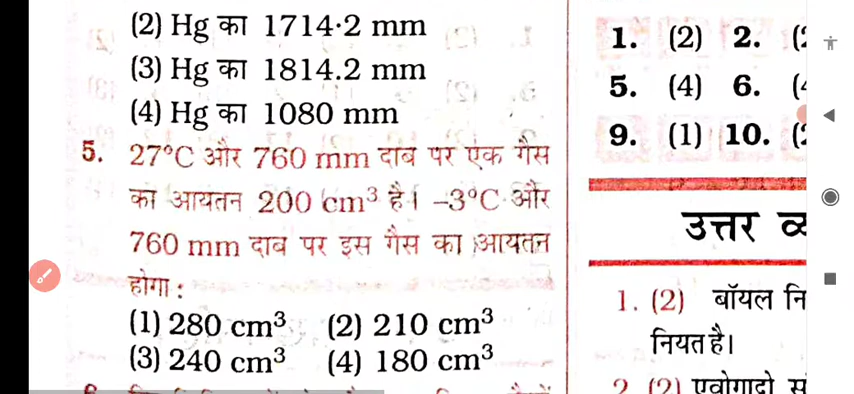 (2) Hg का 1714·2 mm
(3) Hg का 1814.2 mm
(4) Hg का 1080 mm
5. 27°C और 760 mm दाब पर एक गैस
का आयतन 200 cm³ है। –3°C और
760 mm दाब पर इस गैस का आयतन
होगा :
(1) 280 cm³ (2) 210 cm³
(3) 240 cm³ (4) 180 cm³
1. (2) 2.
5. (4) 6.
9. (1) 10.
उत्तर
1. (2) बॉयल
नियत है।
2. (2) एवोगाद्रो